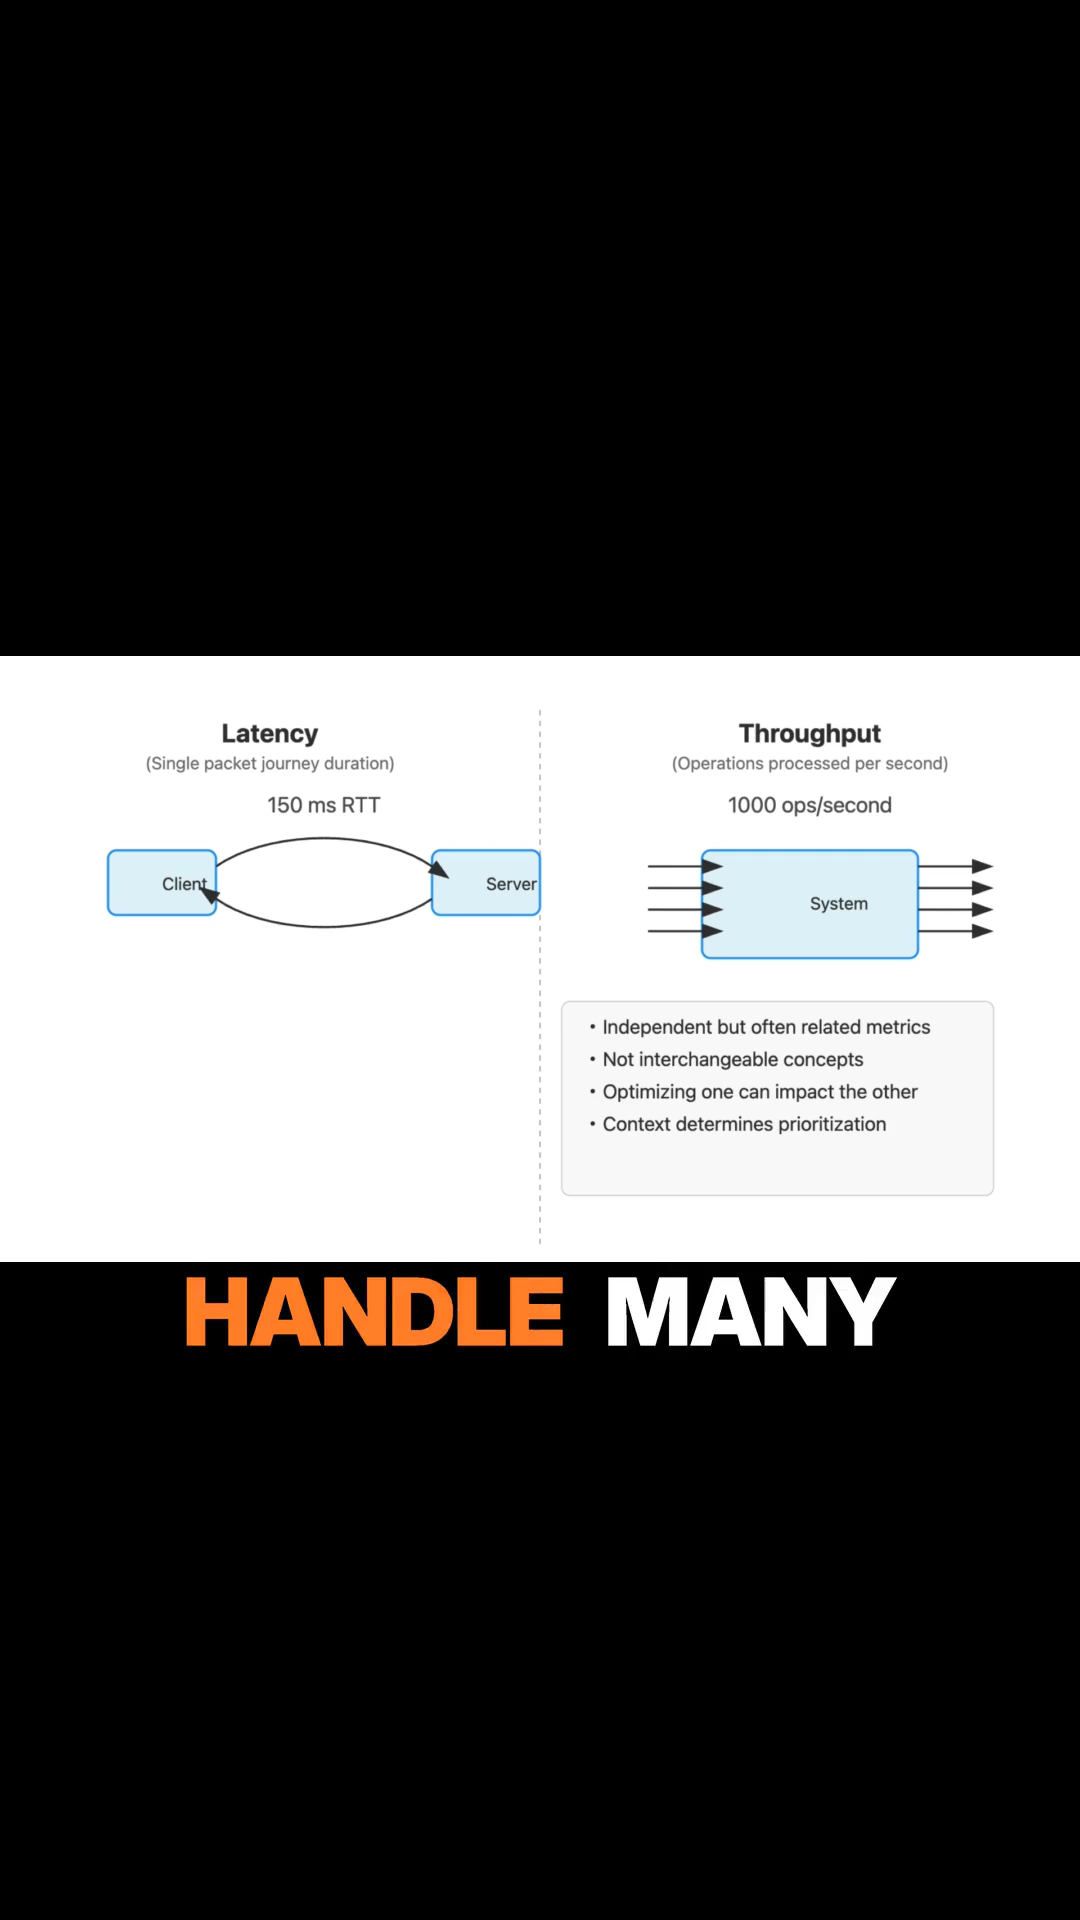 Latency
(Single packet journey duration)
150 ms RTT
Client
Server
Throughput
(Operations processed per second)
1000 ops/second
System
• Independent but often related metrics
• Not interchangeable concepts
• Optimizing one can impact the other
• Context determines prioritization
HANDLE MANY